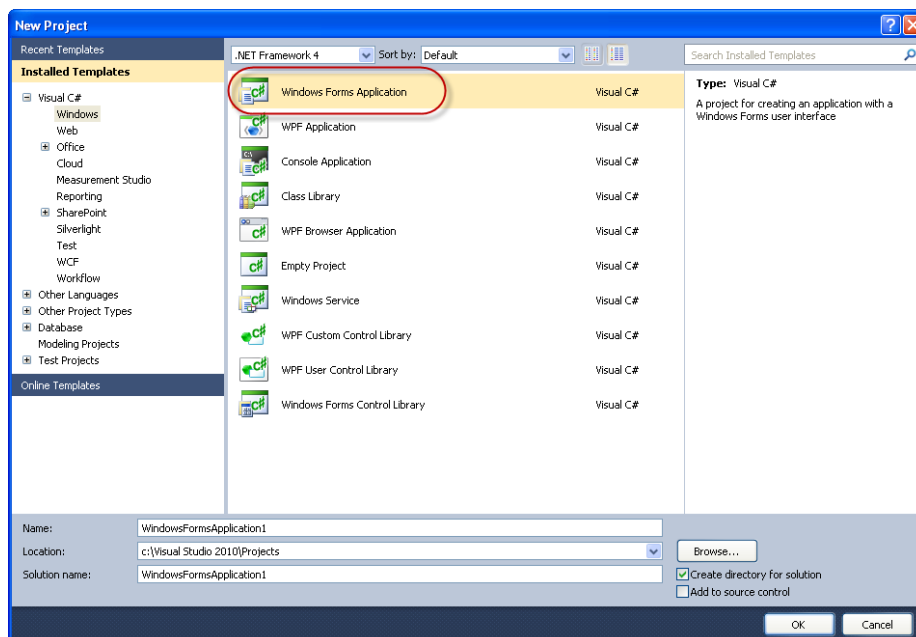 New Project
Recent Templates
Installed Templates
Visual C#
Windows
Web
Office
Cloud
Measurement Studio
Reporting
SharePoint
Silverlight
Test
WCF
Workflow
Other Languages
Other Project Types
Database
Modeling Projects
Test Projects
Online Templates
.NET Framework 4 Sort by: Default
Windows Forms Application Visual C#
WPF Application Visual C#
Console Application Visual C#
Class Library Visual C#
WPF Browser Application Visual C#
Empty Project Visual C#
Windows Service Visual C#
WPF Custom Control Library Visual C#
WPF User Control Library Visual C#
Windows Forms Control Library Visual C#
Search Installed Templates
Type: Visual C#
A project for creating an application with a
Windows Forms user interface
Name: WindowsFormsApplication1
Location: c:\Visual Studio 2010\Projects Browse...
Solution name: WindowsFormsApplication1
Create directory for solution
Add to source control
OK Cancel